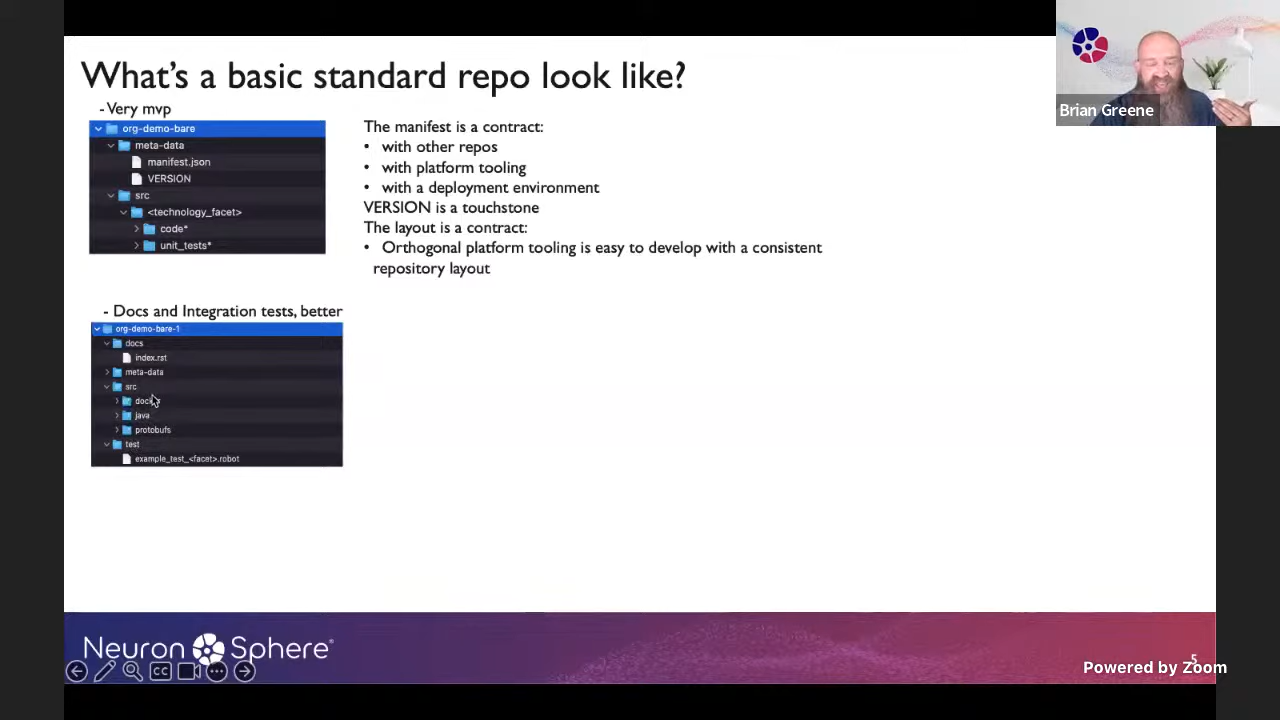 What's a basic standard repo look like?
- Very mvp
org-demo-bare
meta-data
manifest.json
VERSION
src
<technology_facet>
code*
unit_tests*
The manifest is a contract:
• with other repos
• with platform tooling
• with a deployment environment
VERSION is a touchstone
The layout is a contract:
• Orthogonal platform tooling is easy to develop with a consistent
repository layout
- Docs and Integration tests, better
org-demo-bare-1
docs
index.rst
meta-data
src
java
protobufs
test
example_test_<facet>.robot
Brian Greene
Neuron Sphere®
CC
5
Powered by Zoom